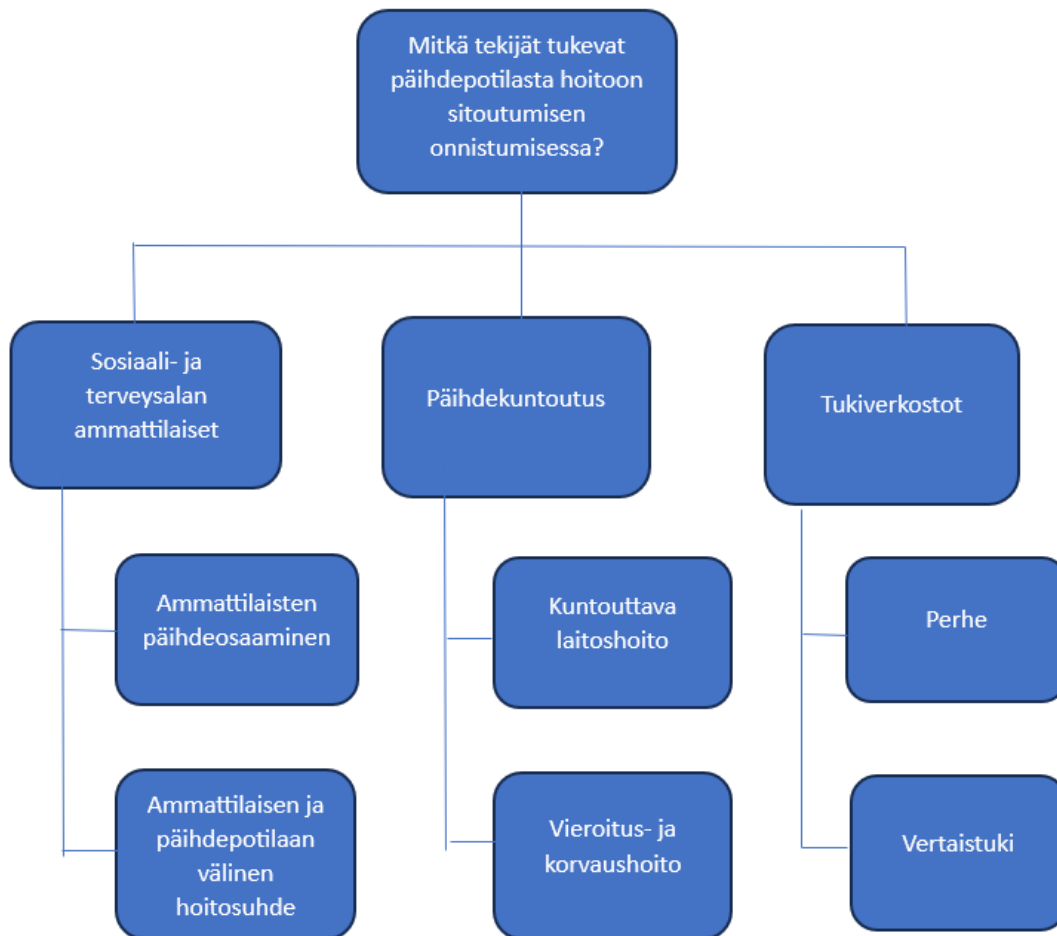 Mitkä tekijät tukevat
päihdepotilasta hoitoon
sitoutumisen
onnistumisessa?
Sosiaali- ja
terveysalan
ammattilaiset
Päihdekuntoutus
Tukiverkostot
Ammattilaisten
päihdeosaaminen
Kuntouttava
laitoshoito
Perhe
Ammattilaisen ja
päihdepotilaan
välinen
hoitosuhde
Vieroitus- ja
korvaushoito
Vertaistuki